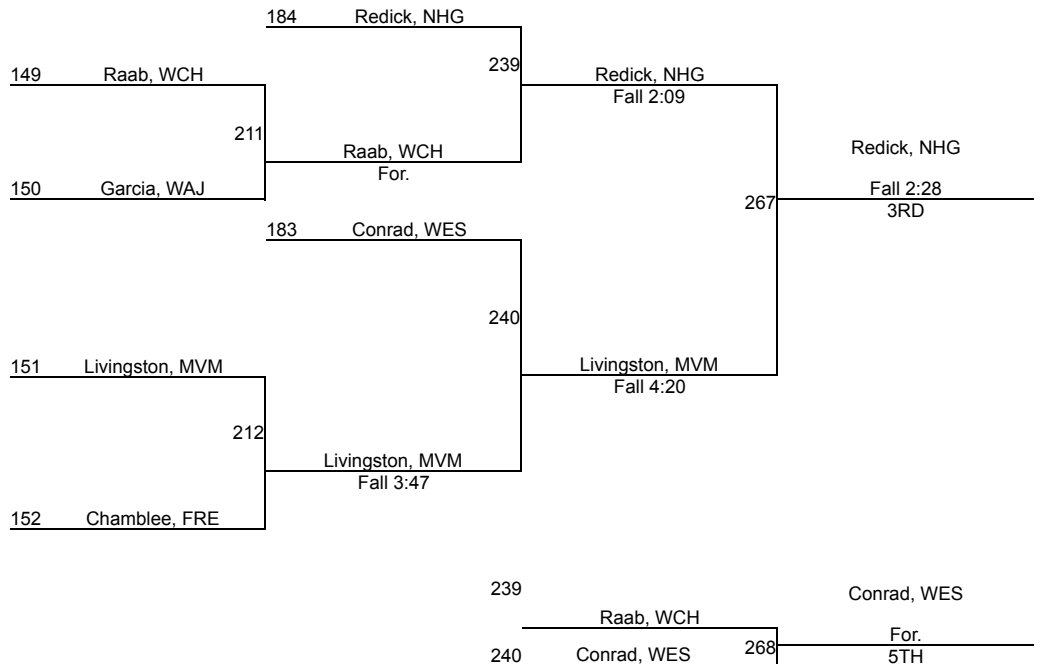 184 Redick, NHG
239
149 Raab, WCH
Redick, NHG
Fall 2:09
211
Raab, WCH
For.
Redick, NHG
150 Garcia, WAJ
267
Fall 2:28
3RD
183 Conrad, WES
240
151 Livingston, MVM
Livingston, MVM
Fall 4:20
212
Livingston, MVM
Fall 3:47
152 Chamblee, FRE
239
Conrad, WES
Raab, WCH
For.
240 Conrad, WES 268
5TH